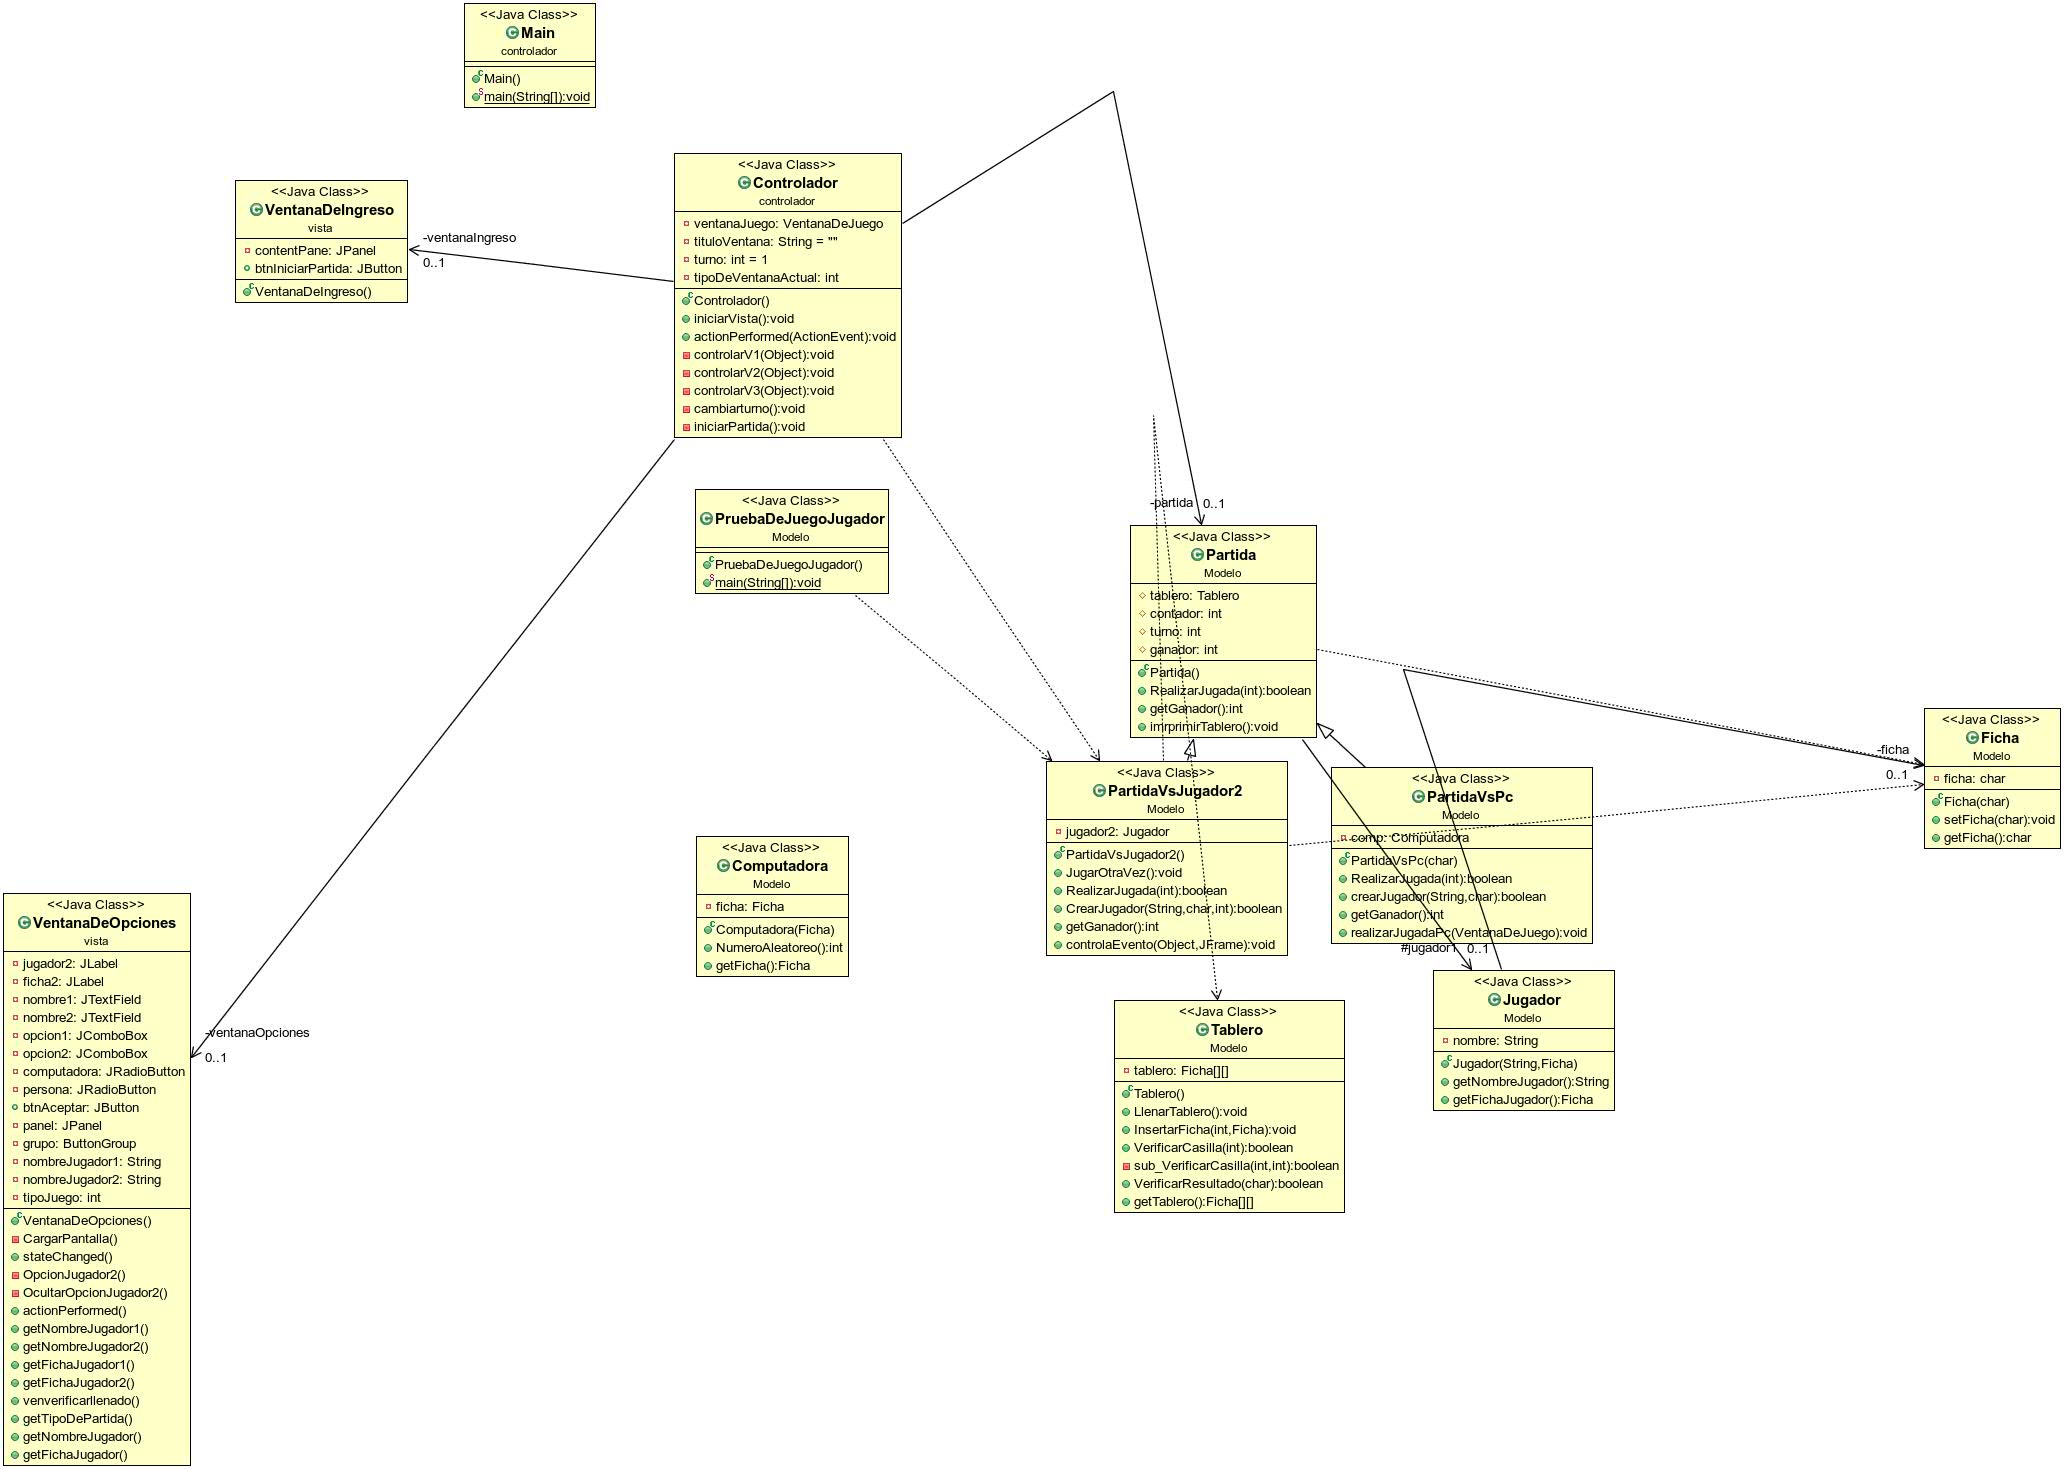 <<Java Class>>
Main
controlador
Main()
main(String[]):void
<<Java Class>>
VentanaDeIngreso
vista
contentPane: JPanel
btnIniciarPartida: JButton
VentanaDeIngreso()
-ventanaIngreso
0..1
<<Java Class>>
Controlador
controlador
ventanaJuego: VentanaDeJuego
tituloVentana: String = ""
turno: int = 1
tipoDeVentanaActual: int
Controlador()
iniciarVista():void
actionPerformed(ActionEvent):void
controlarV1(Object):void
controlarV2(Object):void
controlarV3(Object):void
cambiarturno():void
iniciarPartida():void
<<Java Class>>
PruebaDeJuegoJugador
Modelo
PruebaDeJuegoJugador()
main(String[]):void
-partida
0..1
<<Java Class>>
Partida
Modelo
tablero: Tablero
contador: int
turno: int
ganador: int
Partida()
RealizarJugada(int):boolean
getGanador():int
imrprimirTablero():void
-ficha
0..1
<<Java Class>>
Ficha
Modelo
ficha: char
Ficha(char)
setFicha(char):void
getFicha():char
<<Java Class>>
PartidaVsJugador2
Modelo
jugador2: Jugador
PartidaVsJugador2()
JugarOtraVez():void
RealizarJugada(int):boolean
CrearJugador(String,char,int):boolean
getGanador():int
controlaEvento(Object,JFrame):void
<<Java Class>>
PartidaVsPc
Modelo
comp: Computadora
PartidaVsPc(char)
RealizarJugada(int):boolean
crearJugador(String,char):boolean
getGanador():int
realizarJugadaPc(VentanaDeJuego):void
#jugador1
0..1
<<Java Class>>
Computadora
Modelo
ficha: Ficha
Computadora(Ficha)
NumeroAleatoreo():int
getFicha():Ficha
<<Java Class>>
VentanaDeOpciones
vista
jugador2: JLabel
ficha2: JLabel
nombre1: JTextField
nombre2: JTextField
opcion1: JComboBox
opcion2: JComboBox
computadora: JRadioButton
persona: JRadioButton
btnAceptar: JButton
panel: JPanel
grupo: ButtonGroup
nombreJugador1: String
nombreJugador2: String
tipoJuego: int
VentanaDeOpciones()
CargarPantalla()
stateChanged()
OpcionJugador2()
OcultarOpcionJugador2()
actionPerformed()
getNombreJugador1()
getNombreJugador2()
getFichaJugador1()
getFichaJugador2()
venverificarllenado()
getTipoDePartida()
getNombreJugador()
getFichaJugador()
-ventanaOpciones
0..1
<<Java Class>>
Tablero
Modelo
tablero: Ficha[][]
Tablero()
LlenarTablero():void
InsertarFicha(int,Ficha):void
VerificarCasilla(int):boolean
sub_VerificarCasilla(int,int):boolean
VerificarResultado(char):boolean
getTablero():Ficha[][]
<<Java Class>>
Jugador
Modelo
nombre: String
Jugador(String,Ficha)
getNombreJugador():String
getFichaJugador():Ficha